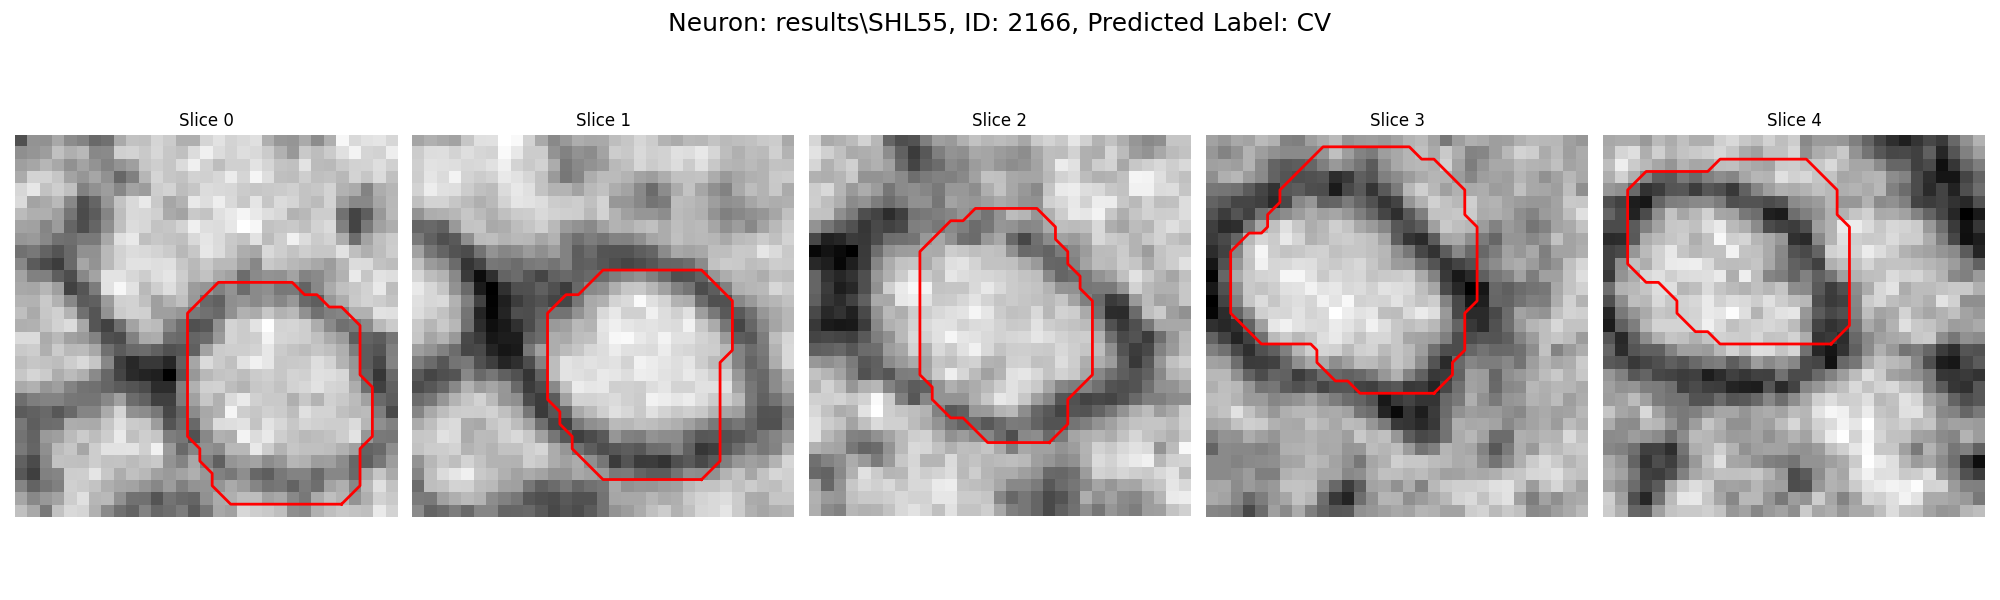 Neuron: results\SHL55, ID: 2166, Predicted Label: CV
Slice 0
Slice 1
Slice 2
Slice 3
Slice 4